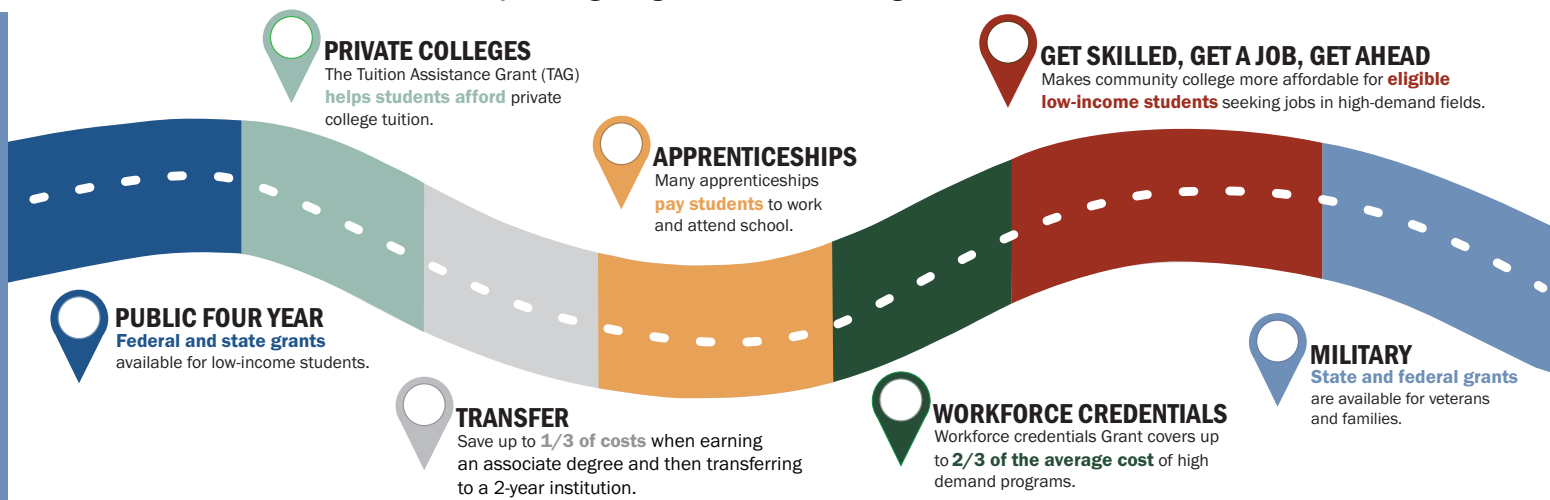 PRIVATE COLLEGES
The Tuition Assistance Grant (TAG)
helps students afford private
college tuition.
GET SKILLED, GET A JOB, GET AHEAD
Makes community college more affordable for eligible
low-income students seeking jobs in high-demand fields.
APPRENTICESHIPS
Many apprenticeships
pay students to work
and attend school.
PUBLIC FOUR YEAR
Federal and state grants
available for low-income students.
MILITARY
State and federal grants
are available for veterans
and families.
TRANSFER
Save up to 1/3 of costs when earning
an associate degree and then transferring
to a 2-year institution.
WORKFORCE CREDENTIALS
Workforce credentials Grant covers up
to 2/3 of the average cost of high
demand programs.